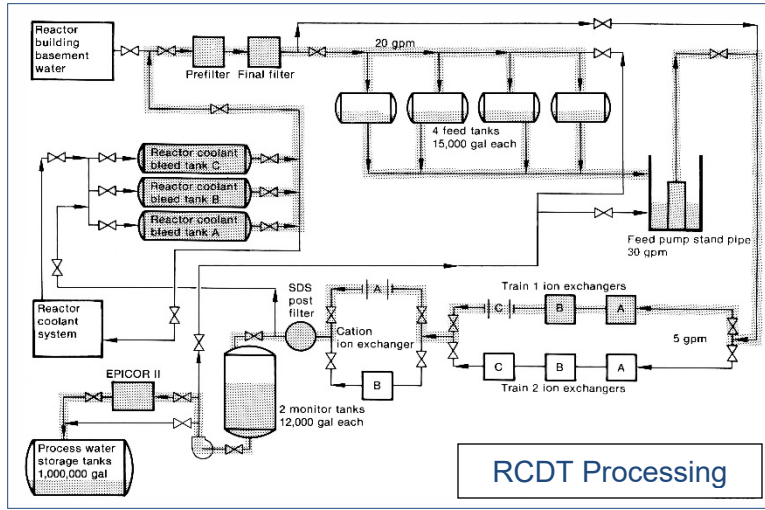 Reactor
building
basement
water
Prefilter
Final filter
20 gpm
4 feed tanks
15,000 gal each
Reactor coolant
bleed tank C
Reactor coolant
bleed tank B
Reactor coolant
bleed tank A
Feed pump stand pipe
30 gpm
Reactor
coolant
system
SDS
post
filter
A
Cation
ion exchanger
B
Train 1 ion exchangers
C
B
A
5 gpm
C
B
A
Train 2 ion exchangers
EPICOR II
2 monitor tanks
12,000 gal each
Process water
storage tanks
1,000,000 gal
RCDT Processing